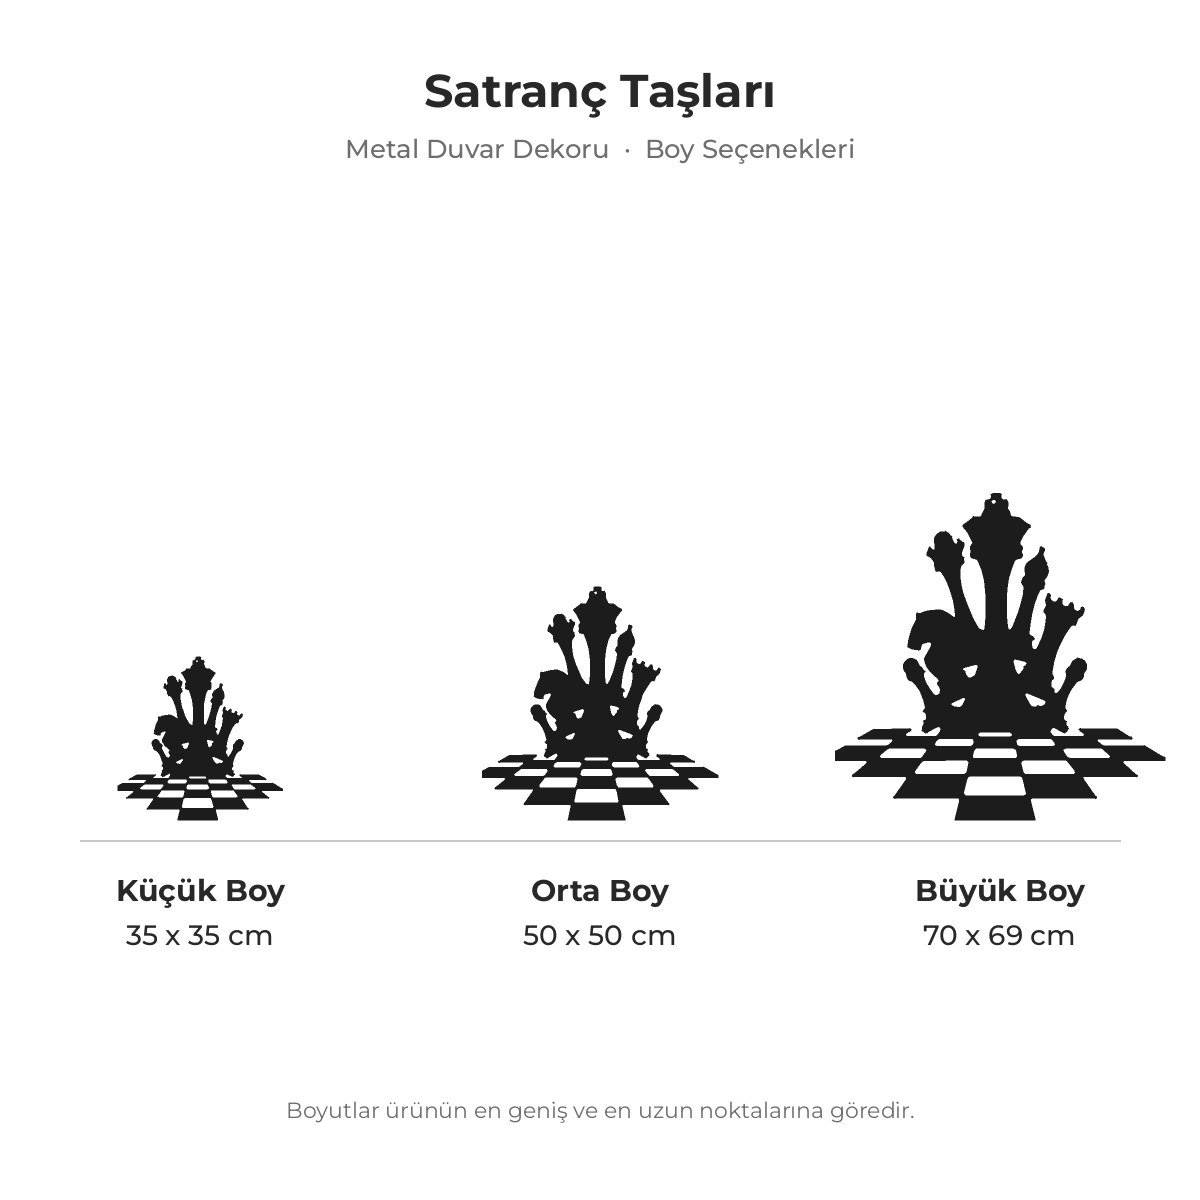 Satranç Taşları
Metal Duvar Dekoru · Boy Seçenekleri
Küçük Boy
35 x 35 cm
Orta Boy
50 x 50 cm
Büyük Boy
70 x 69 cm
Boyutlar ürünün en geniş ve en uzun noktalarına göredir.